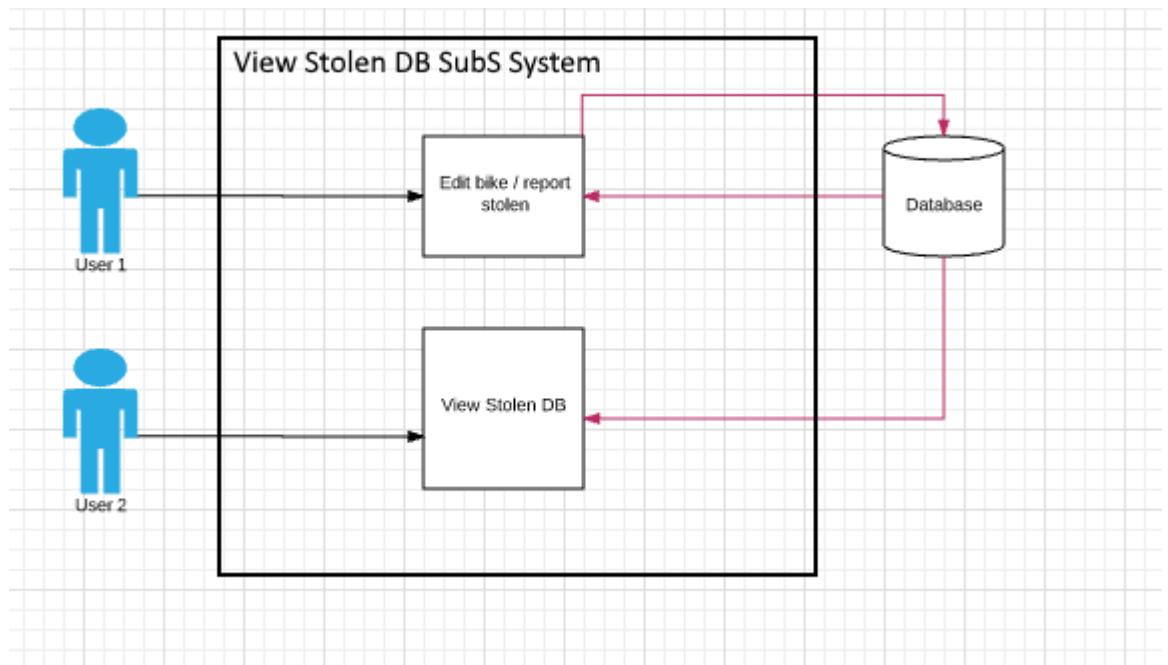 View Stolen DB SubS System
Edit bike / report
stolen
Database
User 1
View Stolen DB
User 2